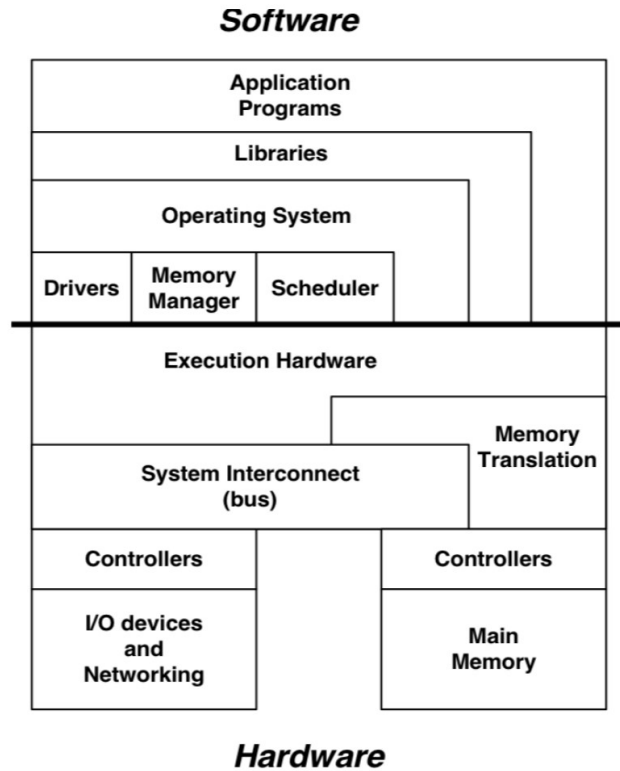 Software
Application
Programs
Libraries
Operating System
Drivers
Memory
Manager
Scheduler
Execution Hardware
Memory
Translation
System Interconnect
(bus)
Controllers
Controllers
I/O devices
and
Networking
Main
Memory
Hardware